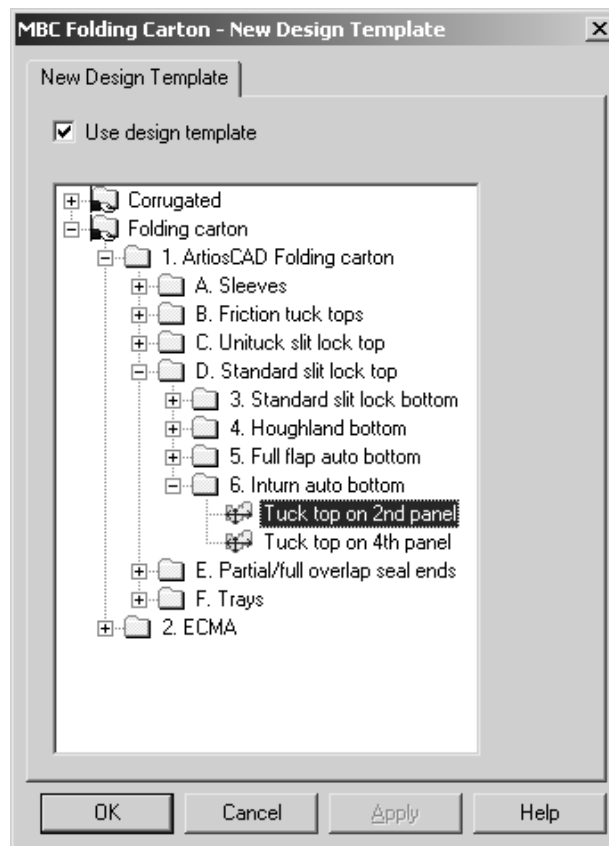 MBC Folding Carton - New Design Template
New Design Template
Use design template
Corrugated
Folding carton
1. ArtiosCAD Folding carton
A. Sleeves
B. Friction tuck tops
C. Unituck slit lock top
D. Standard slit lock top
3. Standard slit lock bottom
4. Houghland bottom
5. Full flap auto bottom
6. Inturn auto bottom
Tuck top on 2nd panel
Tuck top on 4th panel
E. Partial/full overlap seal ends
F. Trays
2. ECMA
OK Cancel Apply Help